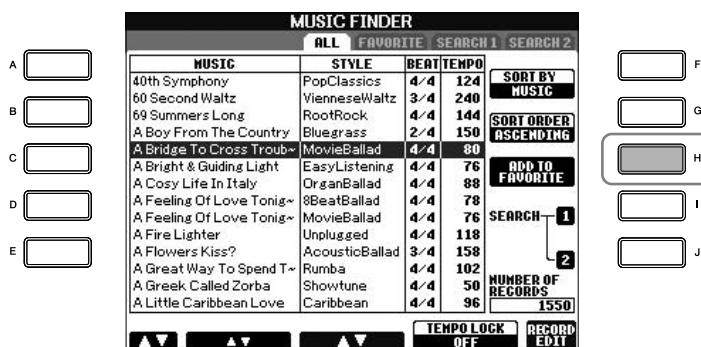 MUSIC FINDER
ALL FAVORITE SEARCH 1 SEARCH 2
MUSIC STYLE BEAT TEMPO
40th Symphony PopClassics 4/4 124
60 Second Waltz VienneseWaltz 3/4 240
69 Summers Long RootRock 4/4 144
A Boy From The Country Bluegrass 2/4 150
A Bridge To Cross Troub~ MovieBallad 4/4 80
A Bright & Guiding Light EasyListening 4/4 76
A Cosy Life In Italy OrganBallad 4/4 88
A Feeling Of Love Tonig~ 8BeatBallad 4/4 78
A Feeling Of Love Tonig~ MovieBallad 4/4 76
A Fire Lighter Unplugged 4/4 118
A Flowers Kiss? AcousticBallad 3/4 158
A Great Way To Spend T~ Rumba 4/4 102
A Greek Called Zorba Showtune 4/4 50
A Little Caribbean Love Caribbean 4/4 96
SORT BY
MUSIC
SORT ORDER
ASCENDING
ADD TO
FAVORITE
SEARCH 1
2
NUMBER OF
RECORDS
1550
TEMPO LOCK
OFF
RECORD
EDIT
A
B
C
D
E
F
G
H
I
J